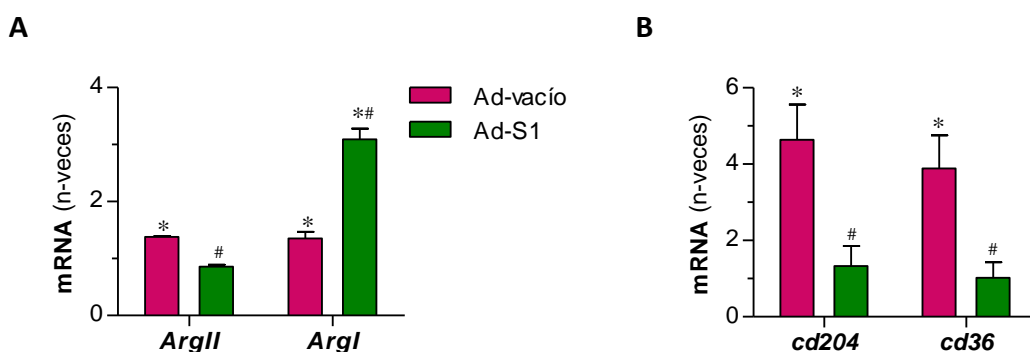 A
mRNA (n-veces)
4
2
0
*
#
*
*#
ArgII
ArgI
Ad-vacío
Ad-S1
B
mRNA (n-veces)
6
4
2
0
*
#
*
#
cd204
cd36